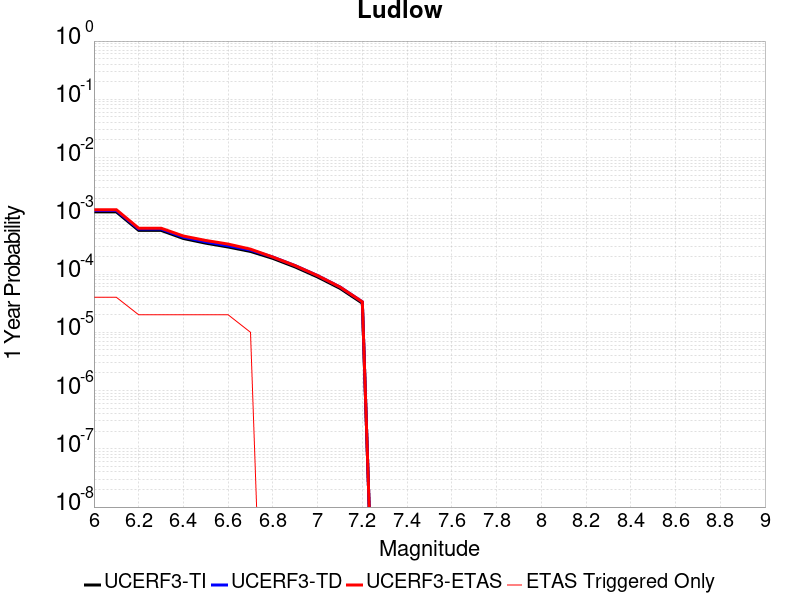 Ludlow
10^0
10^-1
10^-2
10^-3
10^-4
10^-5
10^-6
10^-7
10^-8
1 Year Probability
6 6.2 6.4 6.6 6.8 7 7.2 7.4 7.6 7.8 8 8.2 8.4 8.6 8.8 9
Magnitude
UCERF3-TI UCERF3-TD UCERF3-ETAS ETAS Triggered Only